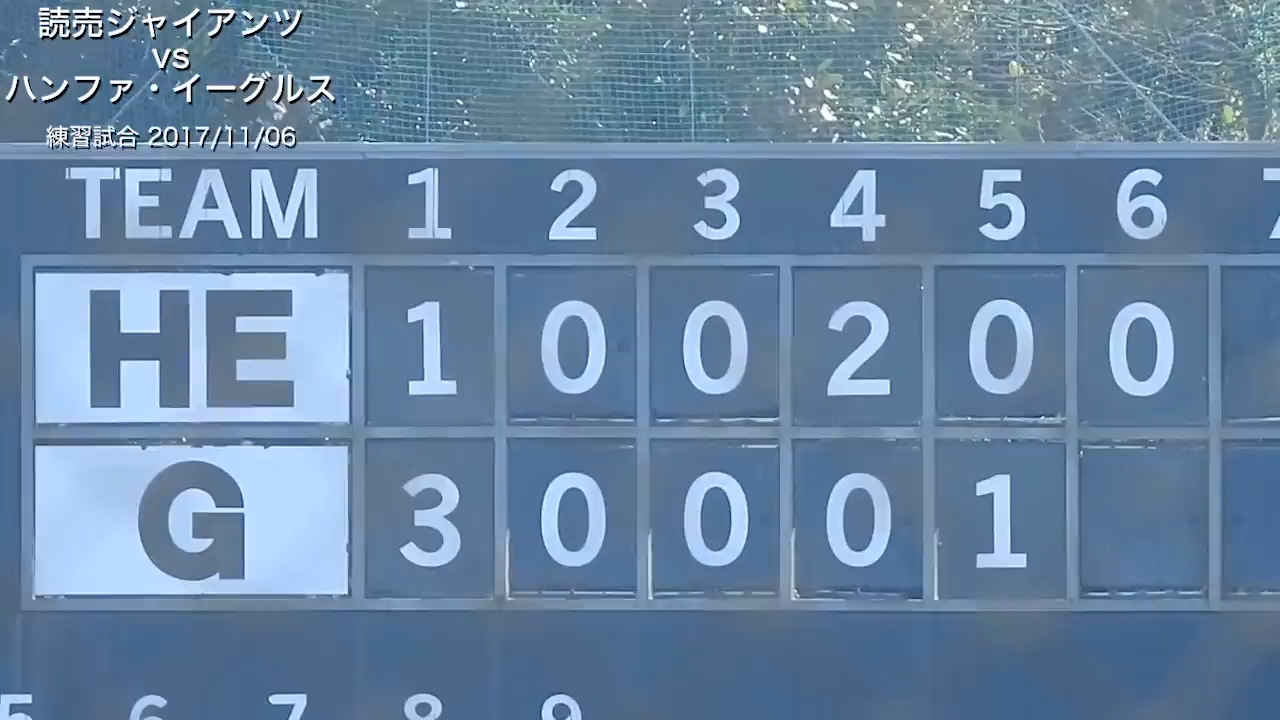 読売ジャイアンツ
vs
ハンファ・イーグルス
練習試合 2017/11/06
TEAM 1 2 3 4 5 6 7
HE 1 0 0 2 0 0
G 3 0 0 0 1
5 6 7 8 9